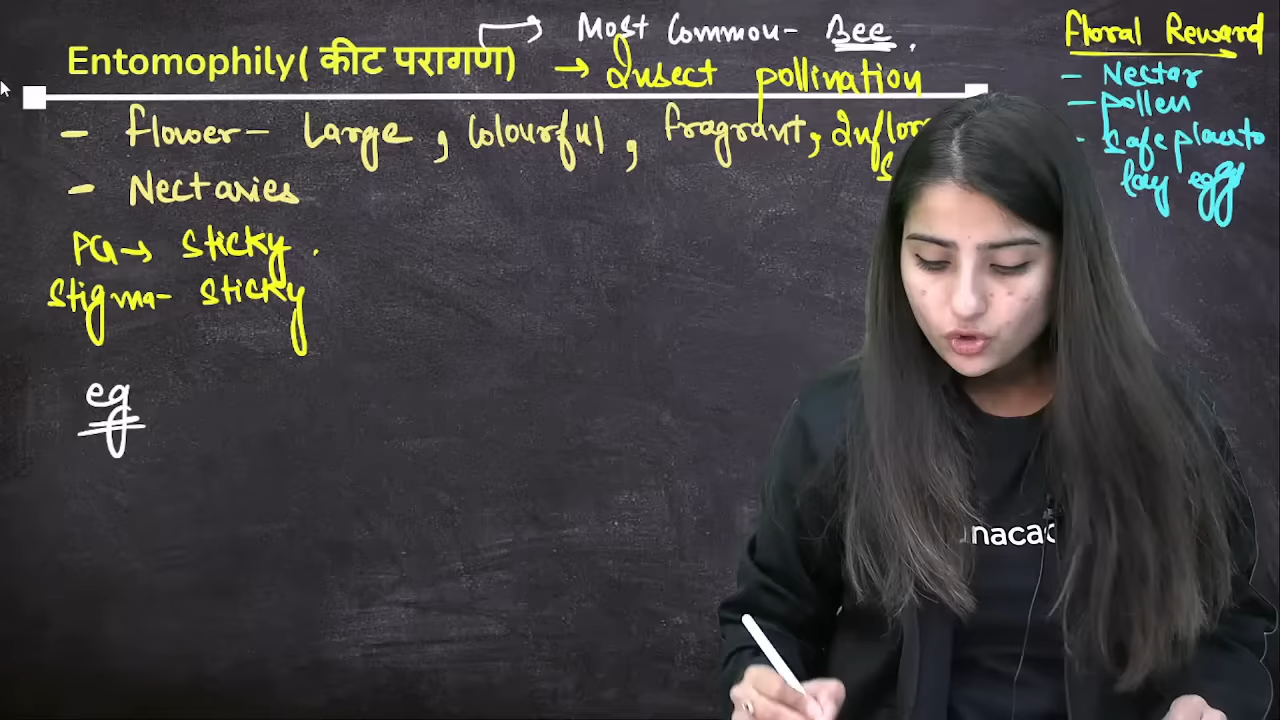 Most Common- Bee.
Entomophily( कीट परागण) → Insect pollination
- flower - Large, Colourful, fragrant,
- Nectaries
PG → Sticky.
Stigma- Sticky
eg
Floral Reward
- Nectar
- pollen
- Safe place to
lay egg